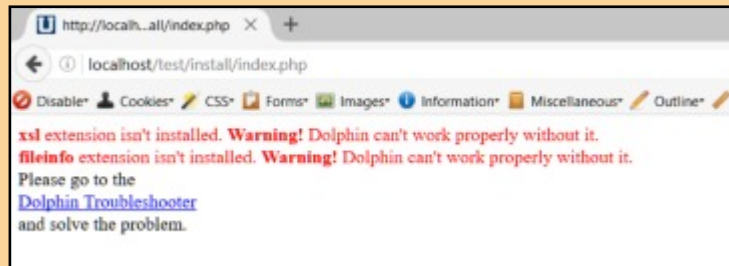 http://localh...all/index.php
localhost/test/install/index.php
Disable Cookies CSS Forms Images Information Miscellaneous Outline
xsl extension isn't installed. Warning! Dolphin can't work properly without it.
fileinfo extension isn't installed. Warning! Dolphin can't work properly without it.
Please go to the
Dolphin Troubleshooter
and solve the problem.